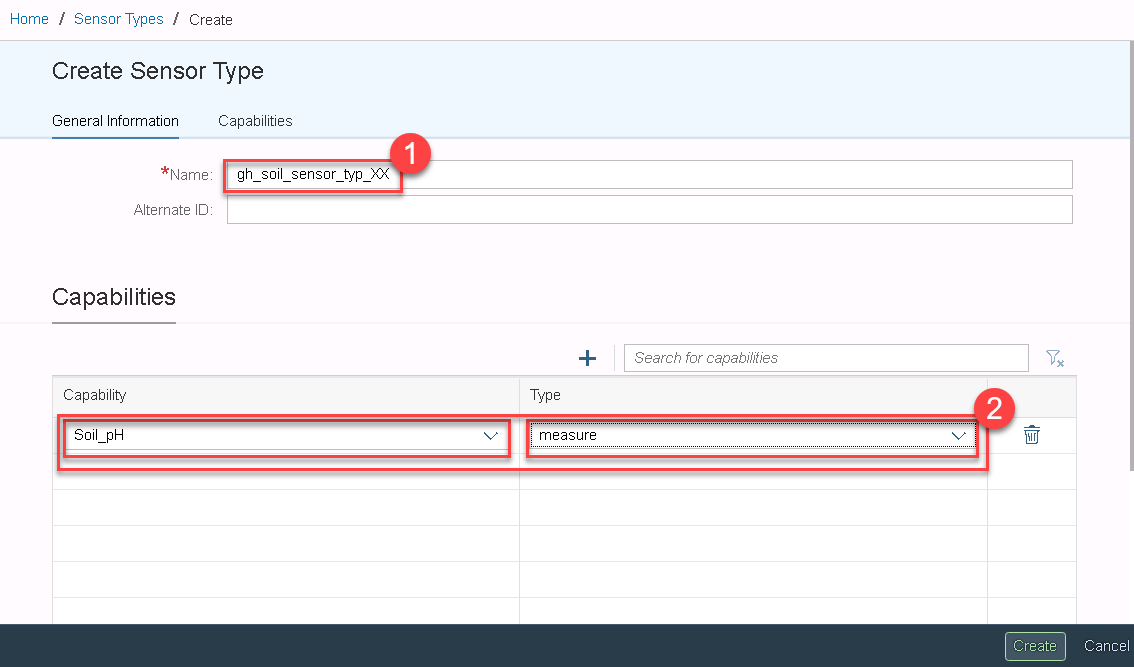 Home / Sensor Types / Create
Create Sensor Type
General Information Capabilities
1
*Name: gh_soil_sensor_typ_XX
Alternate ID:
Capabilities
Search for capabilities
Capability Type
2
Soil_pH measure
Create Cancel